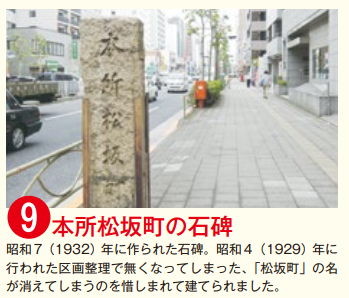 本所松坂町
9 本所松坂町の石碑
昭和7（1932）年に作られた石碑。昭和4（1929）年に
行われた区画整理で無くなってしまった、「松坂町」の名
が消えてしまうのを惜しまれて建てられました。